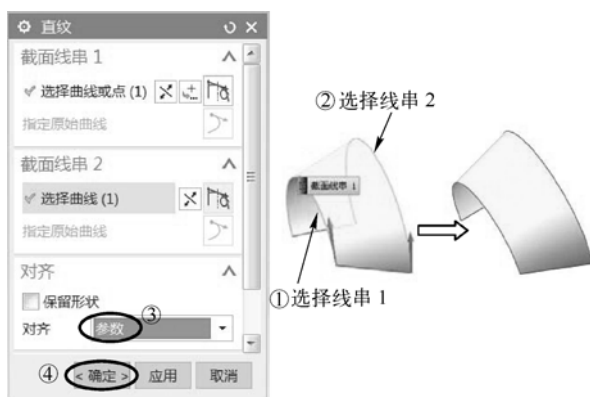 直纹
截面线串 1
选择曲线或点 (1)
指定原始曲线
截面线串 2
选择曲线 (1)
指定原始曲线
对齐
保留形状
③
对齐 参数
④ < 确定 > 应用 取消
②选择线串 2
截面线串 1
①选择线串 1